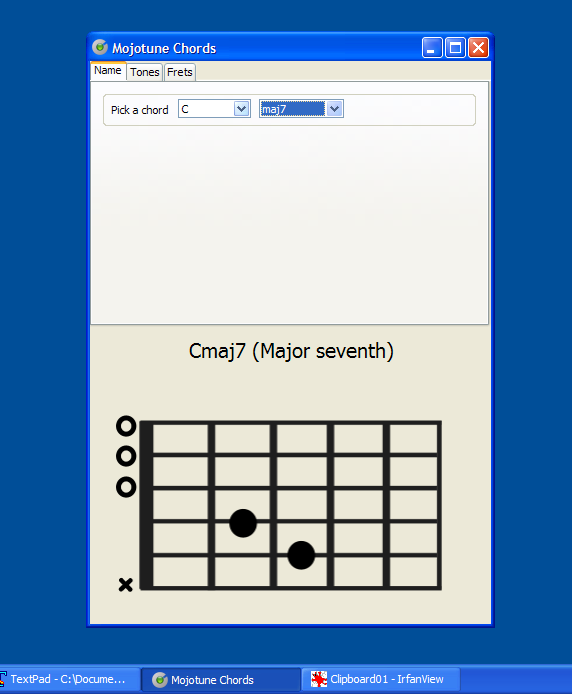 Mojotune Chords
Name Tones Frets
Pick a chord C maj7
Cmaj7 (Major seventh)
TextPad - C:\Docume... Mojotune Chords Clipboard01 - IrfanView